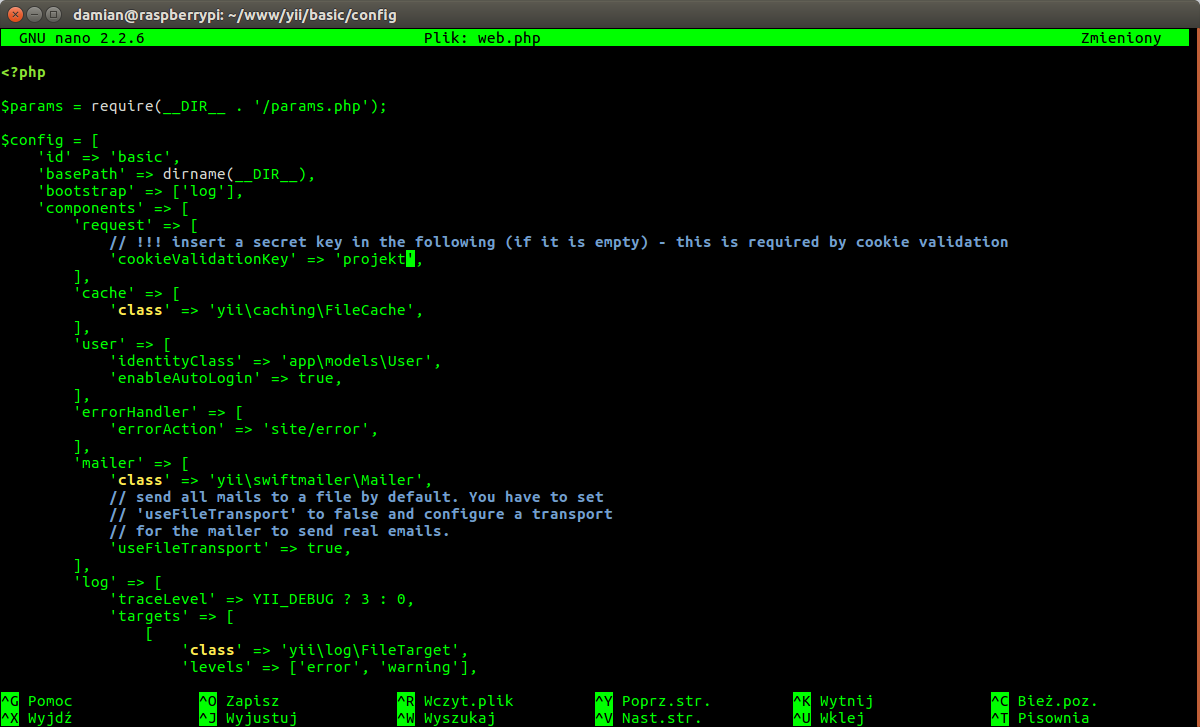 damian@raspberrypi: ~/www/yii/basic/config
GNU nano 2.2.6 Plik: web.php Zmieniony
<?php
$params = require(__DIR__ . '/params.php');
$config = [
    'id' => 'basic',
    'basePath' => dirname(__DIR__),
    'bootstrap' => ['log'],
    'components' => [
        'request' => [
            // !!! insert a secret key in the following (if it is empty) - this is required by cookie validation
            'cookieValidationKey' => 'projekt',
        ],
        'cache' => [
            'class' => 'yii\caching\FileCache',
        ],
        'user' => [
            'identityClass' => 'app\models\User',
            'enableAutoLogin' => true,
        ],
        'errorHandler' => [
            'errorAction' => 'site/error',
        ],
        'mailer' => [
            'class' => 'yii\swiftmailer\Mailer',
            // send all mails to a file by default. You have to set
            // 'useFileTransport' to false and configure a transport
            // for the mailer to send real emails.
            'useFileTransport' => true,
        ],
        'log' => [
            'traceLevel' => YII_DEBUG ? 3 : 0,
            'targets' => [
                [
                    'class' => 'yii\log\FileTarget',
                    'levels' => ['error', 'warning'],
^G Pomoc ^O Zapisz ^R Wczyt.plik ^Y Poprz.str. ^K Wytnij ^C Bież.poz.
^X Wyjdź ^J Wyjustuj ^W Wyszukaj ^V Nast.str. ^U Wklej ^T Pisownia